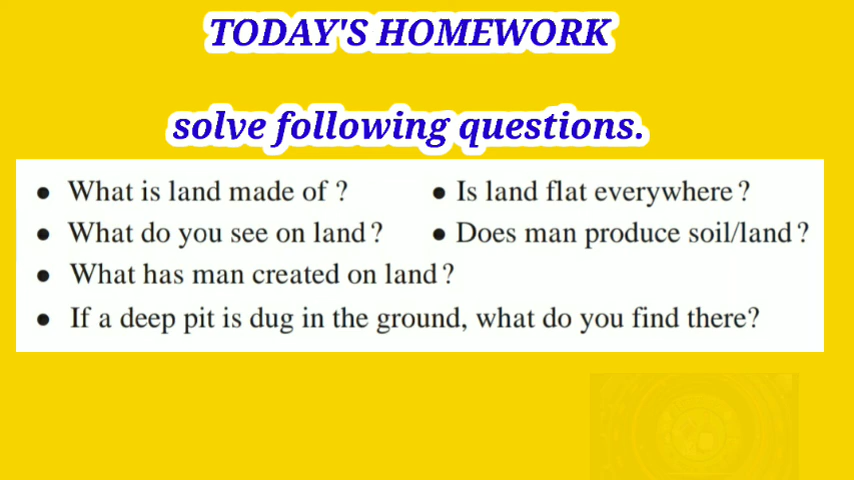 TODAY'S HOMEWORK
solve following questions.
● What is land made of ? ● Is land flat everywhere ?
● What do you see on land ? ● Does man produce soil/land ?
● What has man created on land ?
● If a deep pit is dug in the ground, what do you find there?